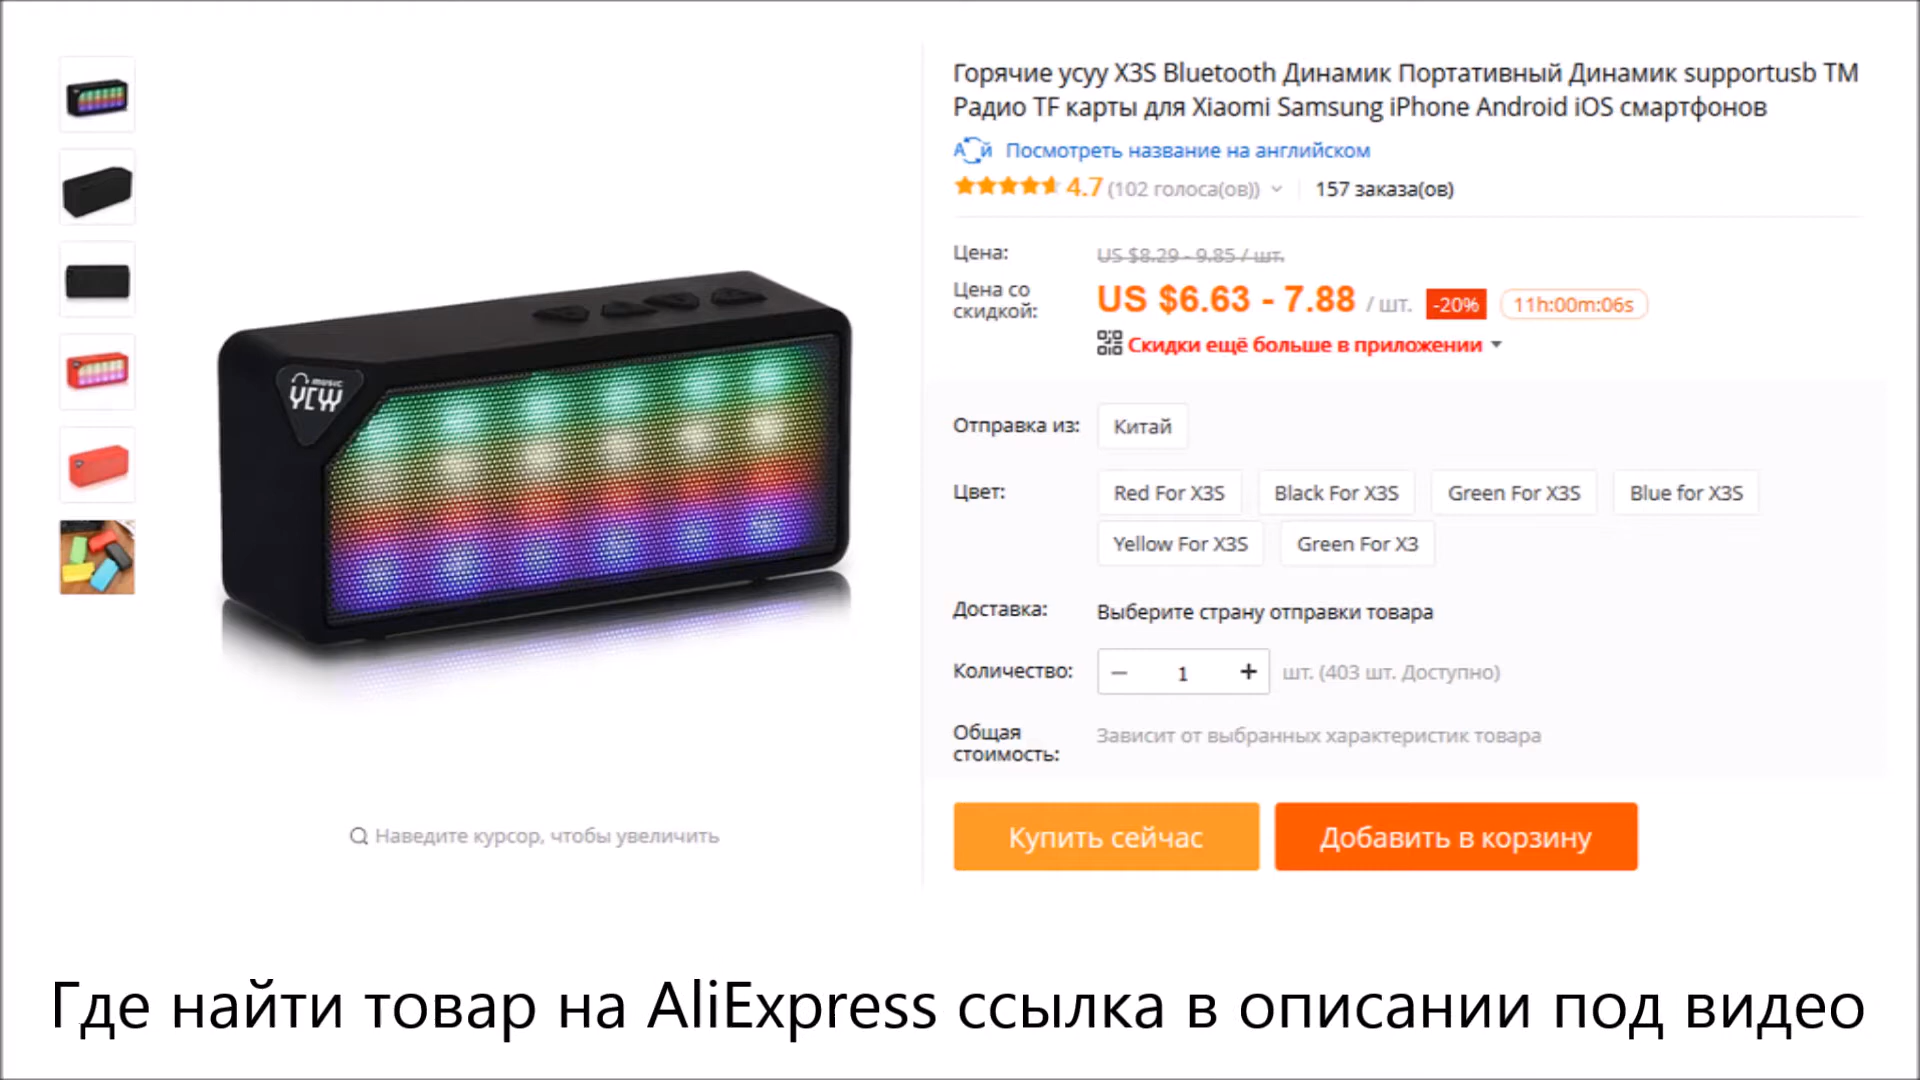 Горячие ycyy X3S Bluetooth Динамик Портативный Динамик supportusb TM
Радио TF карты для Xiaomi Samsung iPhone Android iOS смартфонов
А й Посмотреть название на английском
4.7 (102 голоса(ов)) 157 заказа(ов)
Цена: US $8.29 - 9.85 / шт.
Цена со
скидкой: US $6.63 - 7.88 / шт. -20% 11h:00m:06s
Скидки ещё больше в приложении
music
YCW
Отправка из: Китай
Цвет: Red For X3S Black For X3S Green For X3S Blue for X3S
Yellow For X3S Green For X3
Доставка: Выберите страну отправки товара
Количество: − 1 + шт. (403 шт. Доступно)
Общая
стоимость: Зависит от выбранных характеристик товара
Наведите курсор, чтобы увеличить
Купить сейчас Добавить в корзину
Где найти товар на AliExpress ссылка в описании под видео